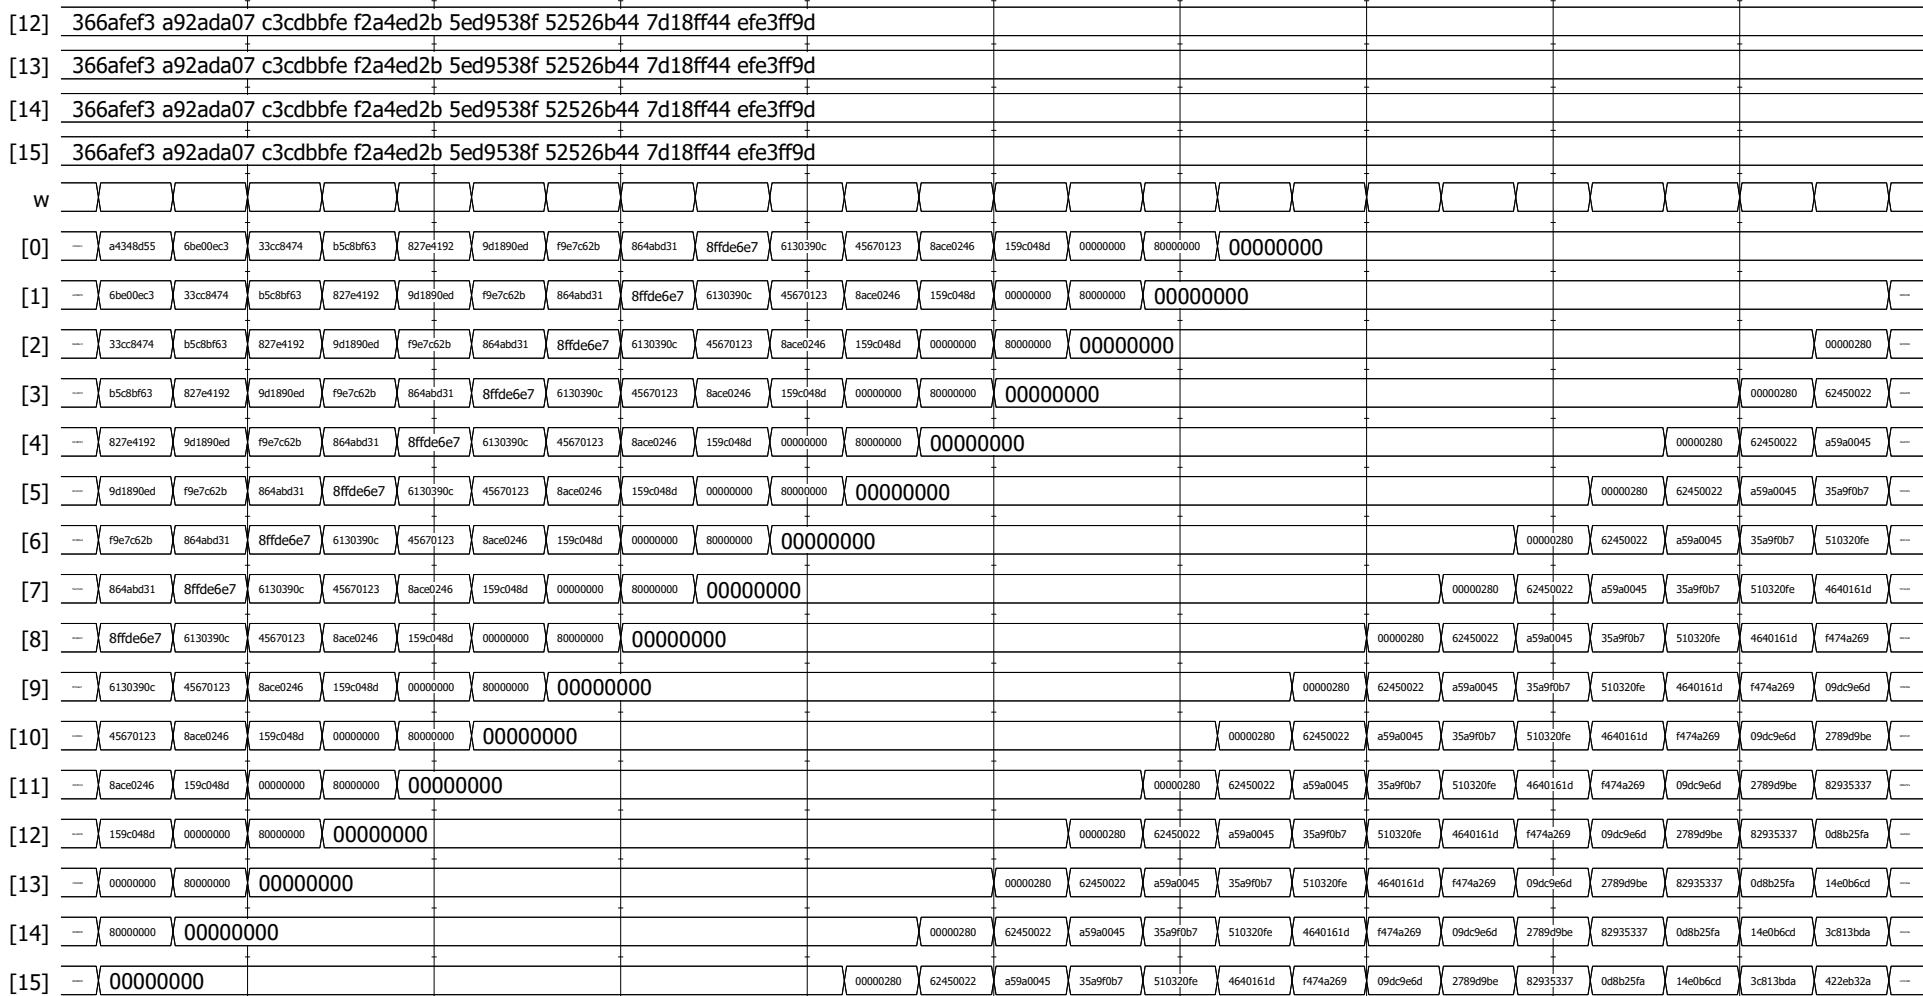 [12] 366afef3 a92ada07 c3cdbbfe f2a4ed2b 5ed9538f 52526b44 7d18ff44 efe3ff9d
[13] 366afef3 a92ada07 c3cdbbfe f2a4ed2b 5ed9538f 52526b44 7d18ff44 efe3ff9d
[14] 366afef3 a92ada07 c3cdbbfe f2a4ed2b 5ed9538f 52526b44 7d18ff44 efe3ff9d
[15] 366afef3 a92ada07 c3cdbbfe f2a4ed2b 5ed9538f 52526b44 7d18ff44 efe3ff9d
w
[0] a4348d55 6be00ec3 33cc8474 b5c8bf63 827e4192 9d1890ed f9e7c62b 864abd31 8ffde6e7 6130390c 45670123 8ace0246 159c048d 00000000 80000000 00000000
[1] 6be00ec3 33cc8474 b5c8bf63 827e4192 9d1890ed f9e7c62b 864abd31 8ffde6e7 6130390c 45670123 8ace0246 159c048d 00000000 80000000 00000000
[2] 33cc8474 b5c8bf63 827e4192 9d1890ed f9e7c62b 864abd31 8ffde6e7 6130390c 45670123 8ace0246 159c048d 00000000 80000000 00000000 00000280
[3] b5c8bf63 827e4192 9d1890ed f9e7c62b 864abd31 8ffde6e7 6130390c 45670123 8ace0246 159c048d 00000000 80000000 00000000 00000280 62450022
[4] 827e4192 9d1890ed f9e7c62b 864abd31 8ffde6e7 6130390c 45670123 8ace0246 159c048d 00000000 80000000 00000000 00000280 62450022 a59a0045
[5] 9d1890ed f9e7c62b 864abd31 8ffde6e7 6130390c 45670123 8ace0246 159c048d 00000000 80000000 00000000 00000280 62450022 a59a0045 35a9f0b7
[6] f9e7c62b 864abd31 8ffde6e7 6130390c 45670123 8ace0246 159c048d 00000000 80000000 00000000 00000280 62450022 a59a0045 35a9f0b7 510320fe
[7] 864abd31 8ffde6e7 6130390c 45670123 8ace0246 159c048d 00000000 80000000 00000000 00000280 62450022 a59a0045 35a9f0b7 510320fe 4640161d
[8] 8ffde6e7 6130390c 45670123 8ace0246 159c048d 00000000 80000000 00000000 00000280 62450022 a59a0045 35a9f0b7 510320fe 4640161d f474a269
[9] 6130390c 45670123 8ace0246 159c048d 00000000 80000000 00000000 00000280 62450022 a59a0045 35a9f0b7 510320fe 4640161d f474a269 09dc9e6d
[10] 45670123 8ace0246 159c048d 00000000 80000000 00000000 00000280 62450022 a59a0045 35a9f0b7 510320fe 4640161d f474a269 09dc9e6d 2789d9be
[11] 8ace0246 159c048d 00000000 80000000 00000000 00000280 62450022 a59a0045 35a9f0b7 510320fe 4640161d f474a269 09dc9e6d 2789d9be 82935337
[12] 159c048d 00000000 80000000 00000000 00000280 62450022 a59a0045 35a9f0b7 510320fe 4640161d f474a269 09dc9e6d 2789d9be 82935337 0d8b25fa
[13] 00000000 80000000 00000000 00000280 62450022 a59a0045 35a9f0b7 510320fe 4640161d f474a269 09dc9e6d 2789d9be 82935337 0d8b25fa 14e0b6cd
[14] 80000000 00000000 00000280 62450022 a59a0045 35a9f0b7 510320fe 4640161d f474a269 09dc9e6d 2789d9be 82935337 0d8b25fa 14e0b6cd 3c813bda
[15] 00000000 00000280 62450022 a59a0045 35a9f0b7 510320fe 4640161d f474a269 09dc9e6d 2789d9be 82935337 0d8b25fa 14e0b6cd 3c813bda 422eb32a